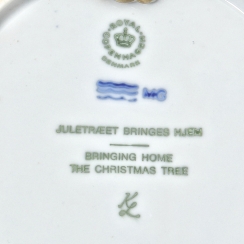 ROYAL COPENHAGEN
DENMARK
JULETRÆET BRINGES HJEM
BRINGING HOME
THE CHRISTMAS TREE